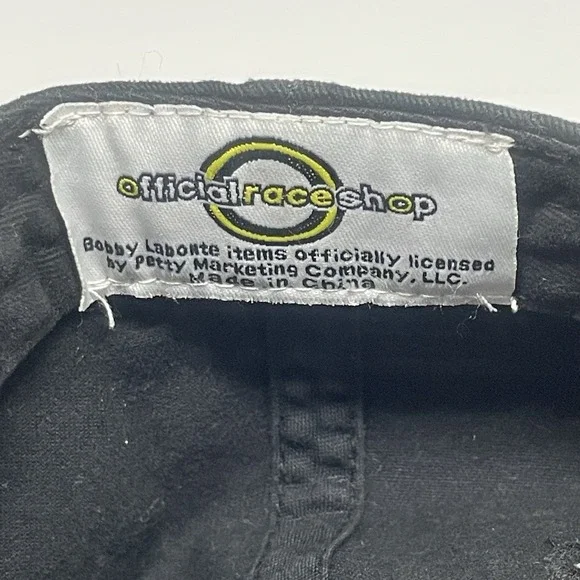 officialraceshop
Bobby Labonte items officially licensed
by Petty Marketing Company, LLC.
Made in China